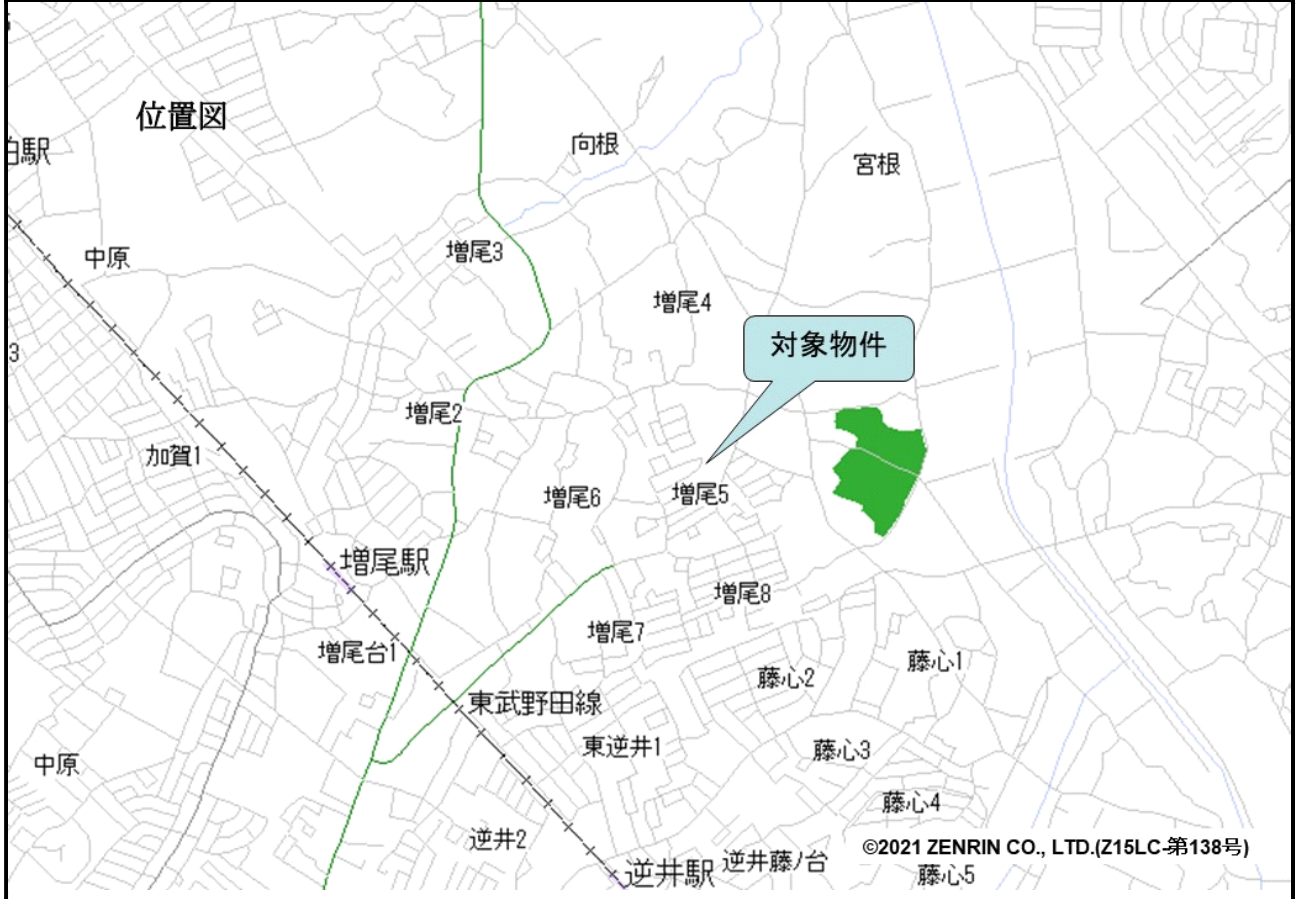 位置図
向根
駅
宮根
増尾3
中原
増尾4
対象物件
3
増尾2
加賀1
増尾6
増尾5
増尾駅
増尾8
増尾7
増尾台1
藤心1
藤心2
東武野田線
東逆井1
藤心3
中原
藤心4
逆井2
©2021 ZENRIN CO., LTD.(Z15LC-第138号)
逆井藤ノ台
逆井駅
藤心5